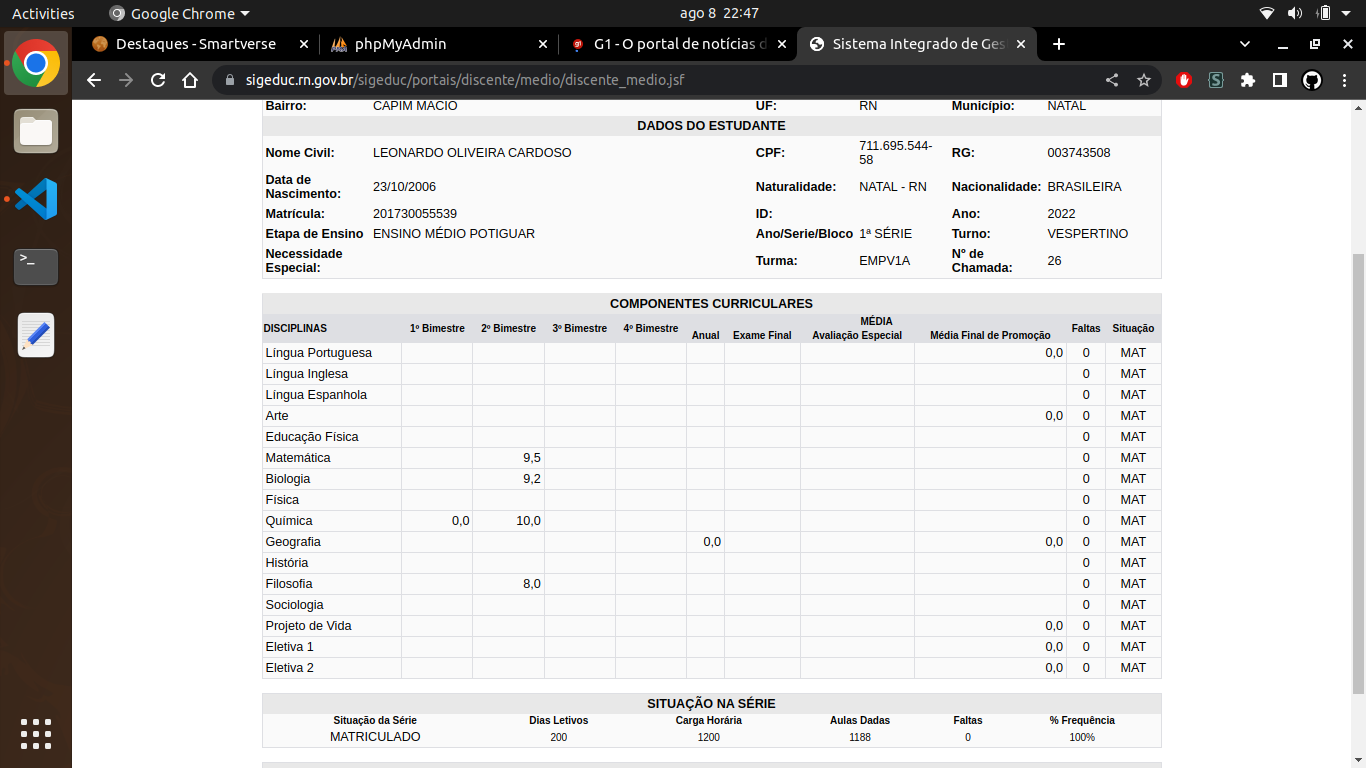 Activities Google Chrome ago 8 22:47
Destaques - Smartverse phpMyAdmin G1 - O portal de notícias d Sistema Integrado de Ges
sigeduc.rn.gov.br/sigeduc/portais/discente/medio/discente_medio.jsf
Bairro: CAPIM MACIO UF: RN Município: NATAL
DADOS DO ESTUDANTE
Nome Civil: LEONARDO OLIVEIRA CARDOSO CPF: 711.695.544-58 RG: 003743508
Data de Nascimento: 23/10/2006 Naturalidade: NATAL - RN Nacionalidade: BRASILEIRA
Matrícula: 201730055539 ID: Ano: 2022
Etapa de Ensino ENSINO MÉDIO POTIGUAR Ano/Serie/Bloco 1ª SÉRIE Turno: VESPERTINO
Necessidade Especial: Turma: EMPV1A Nº de Chamada: 26
COMPONENTES CURRICULARES
MÉDIA
DISCIPLINAS 1º Bimestre 2º Bimestre 3º Bimestre 4º Bimestre Anual Exame Final Avaliação Especial Média Final de Promoção Faltas Situação
Língua Portuguesa 0,0 0 MAT
Língua Inglesa 0 MAT
Língua Espanhola 0 MAT
Arte 0,0 0 MAT
Educação Física 0 MAT
Matemática 9,5 0 MAT
Biologia 9,2 0 MAT
Física 0 MAT
Química 0,0 10,0 0 MAT
Geografia 0,0 0,0 0 MAT
História 0 MAT
Filosofia 8,0 0 MAT
Sociologia 0 MAT
Projeto de Vida 0,0 0 MAT
Eletiva 1 0,0 0 MAT
Eletiva 2 0,0 0 MAT
SITUAÇÃO NA SÉRIE
Situação da Série Dias Letivos Carga Horária Aulas Dadas Faltas % Frequência
MATRICULADO 200 1200 1188 0 100%